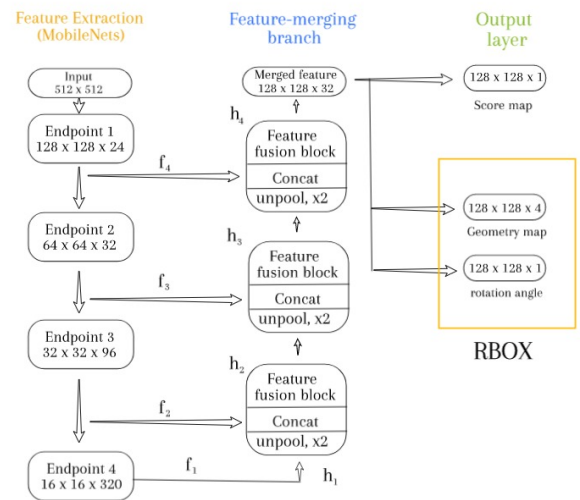 Feature Extraction
(MobileNets)
Feature-merging
branch
Output
layer
Input
512 x 512
Endpoint 1
128 x 128 x 24
Endpoint 2
64 x 64 x 32
Endpoint 3
32 x 32 x 96
Endpoint 4
16 x 16 x 320
f4
f3
f2
f1
Merged feature
128 x 128 x 32
h4
Feature
fusion block
Concat
unpool, x2
h3
Feature
fusion block
Concat
unpool, x2
h2
Feature
fusion block
Concat
unpool, x2
h1
128 x 128 x 1
Score map
128 x 128 x 4
Geometry map
128 x 128 x 1
rotation angle
RBOX